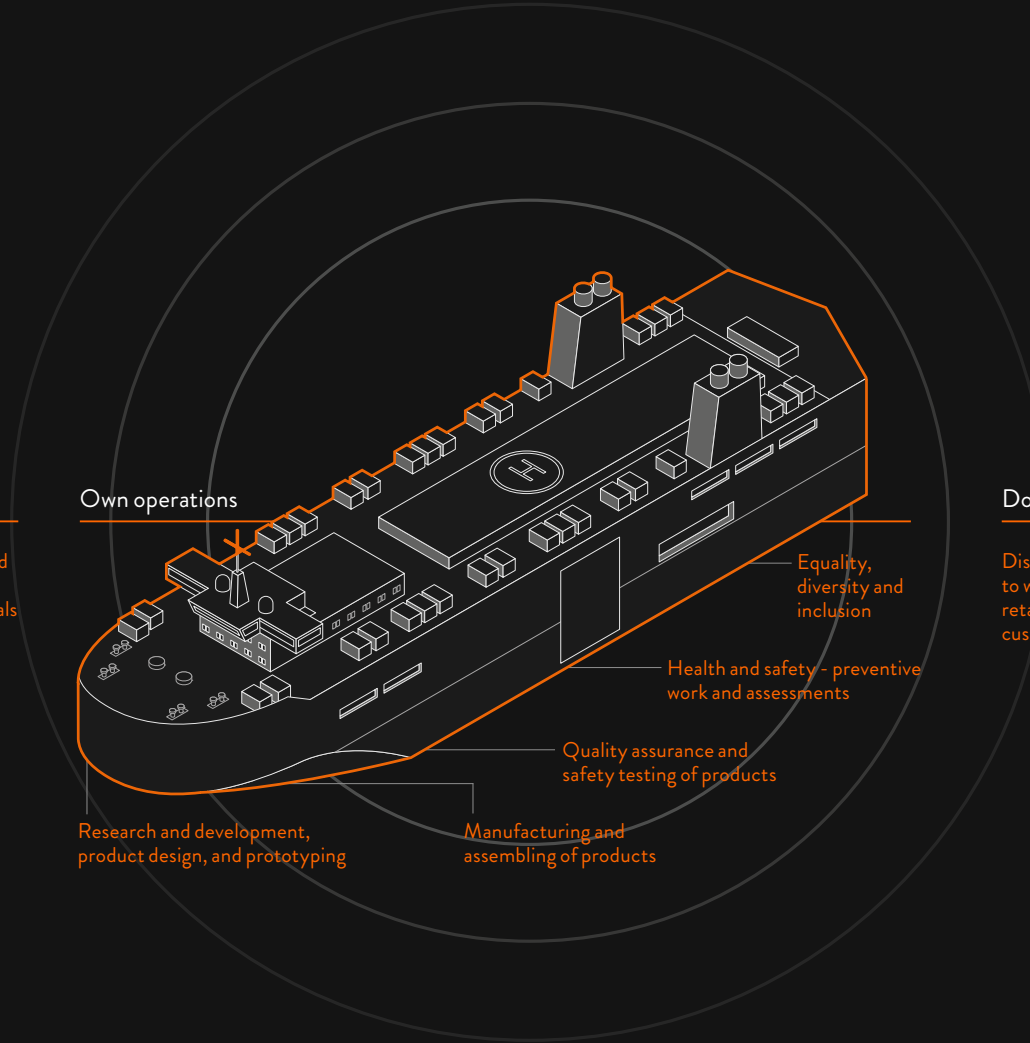 Own operations
Equality,
diversity and
inclusion
Health and safety - preventive
work and assessments
Quality assurance and
safety testing of products
Manufacturing and
assembling of products
Research and development,
product design, and prototyping
H
to